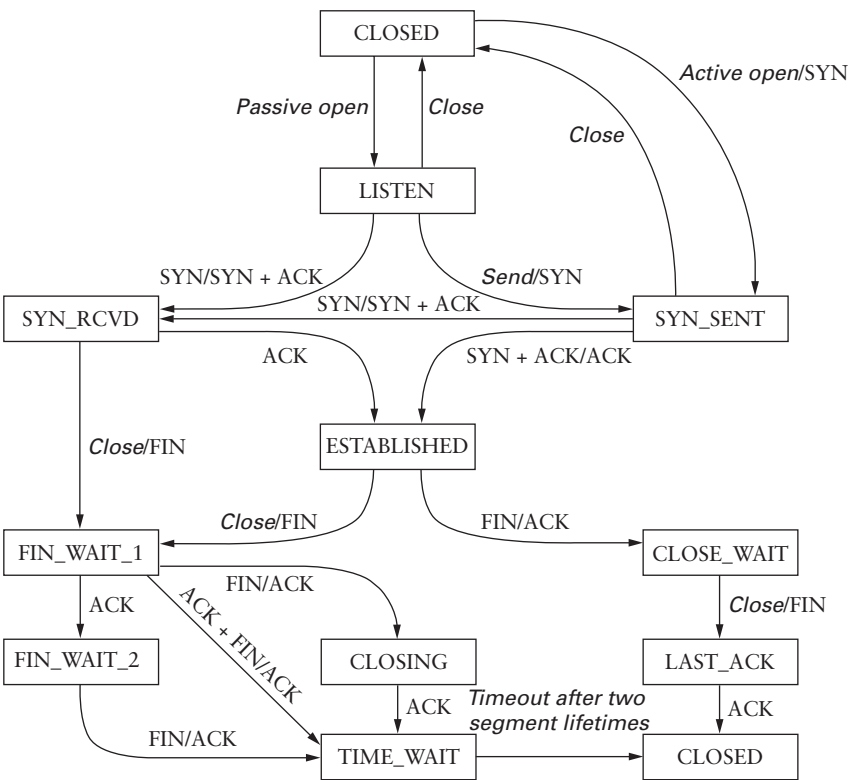 CLOSED
Active open/SYN
Passive open
Close
Close
LISTEN
SYN/SYN + ACK
Send/SYN
SYN/SYN + ACK
SYN_RCVD
SYN_SENT
ACK
SYN + ACK/ACK
Close/FIN
ESTABLISHED
Close/FIN
FIN/ACK
FIN_WAIT_1
CLOSE_WAIT
FIN/ACK
ACK
ACK + FIN/ACK
Close/FIN
FIN_WAIT_2
CLOSING
LAST_ACK
ACK
Timeout after two
segment lifetimes
ACK
FIN/ACK
TIME_WAIT
CLOSED